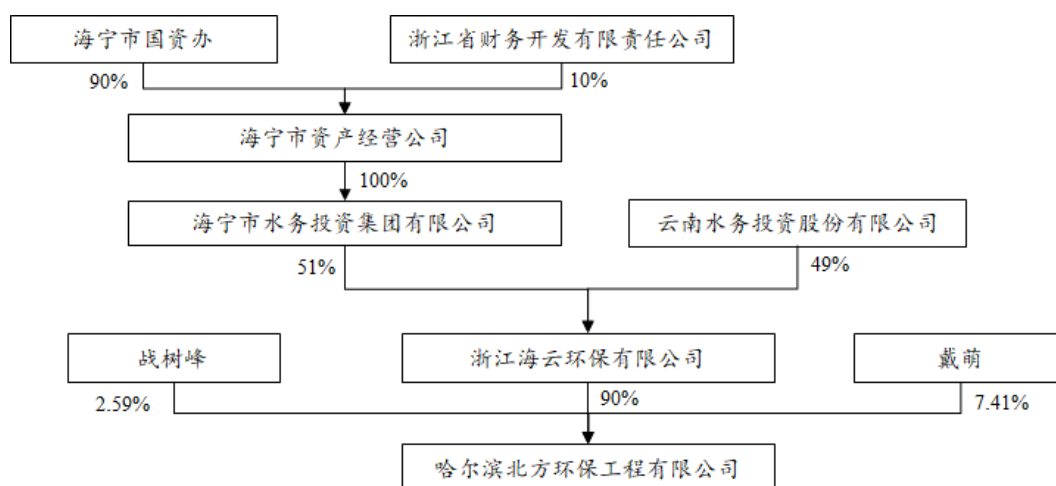 海宁市国资办
浙江省财务开发有限责任公司
90%
10%
海宁市资产经营公司
100%
海宁市水务投资集团有限公司
云南水务投资股份有限公司
51%
49%
战树峰
浙江海云环保有限公司
戴萌
2.59%
90%
7.41%
哈尔滨北方环保工程有限公司